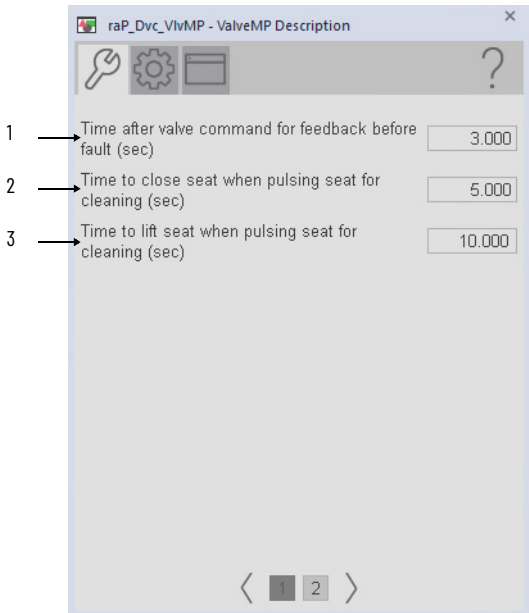 raP_Dvc_VlvMP - ValveMP Description
×
?
1
Time after valve command for feedback before
fault (sec)
3.000
2
Time to close seat when pulsing seat for
cleaning (sec)
5.000
3
Time to lift seat when pulsing seat for
cleaning (sec)
10.000
1 2